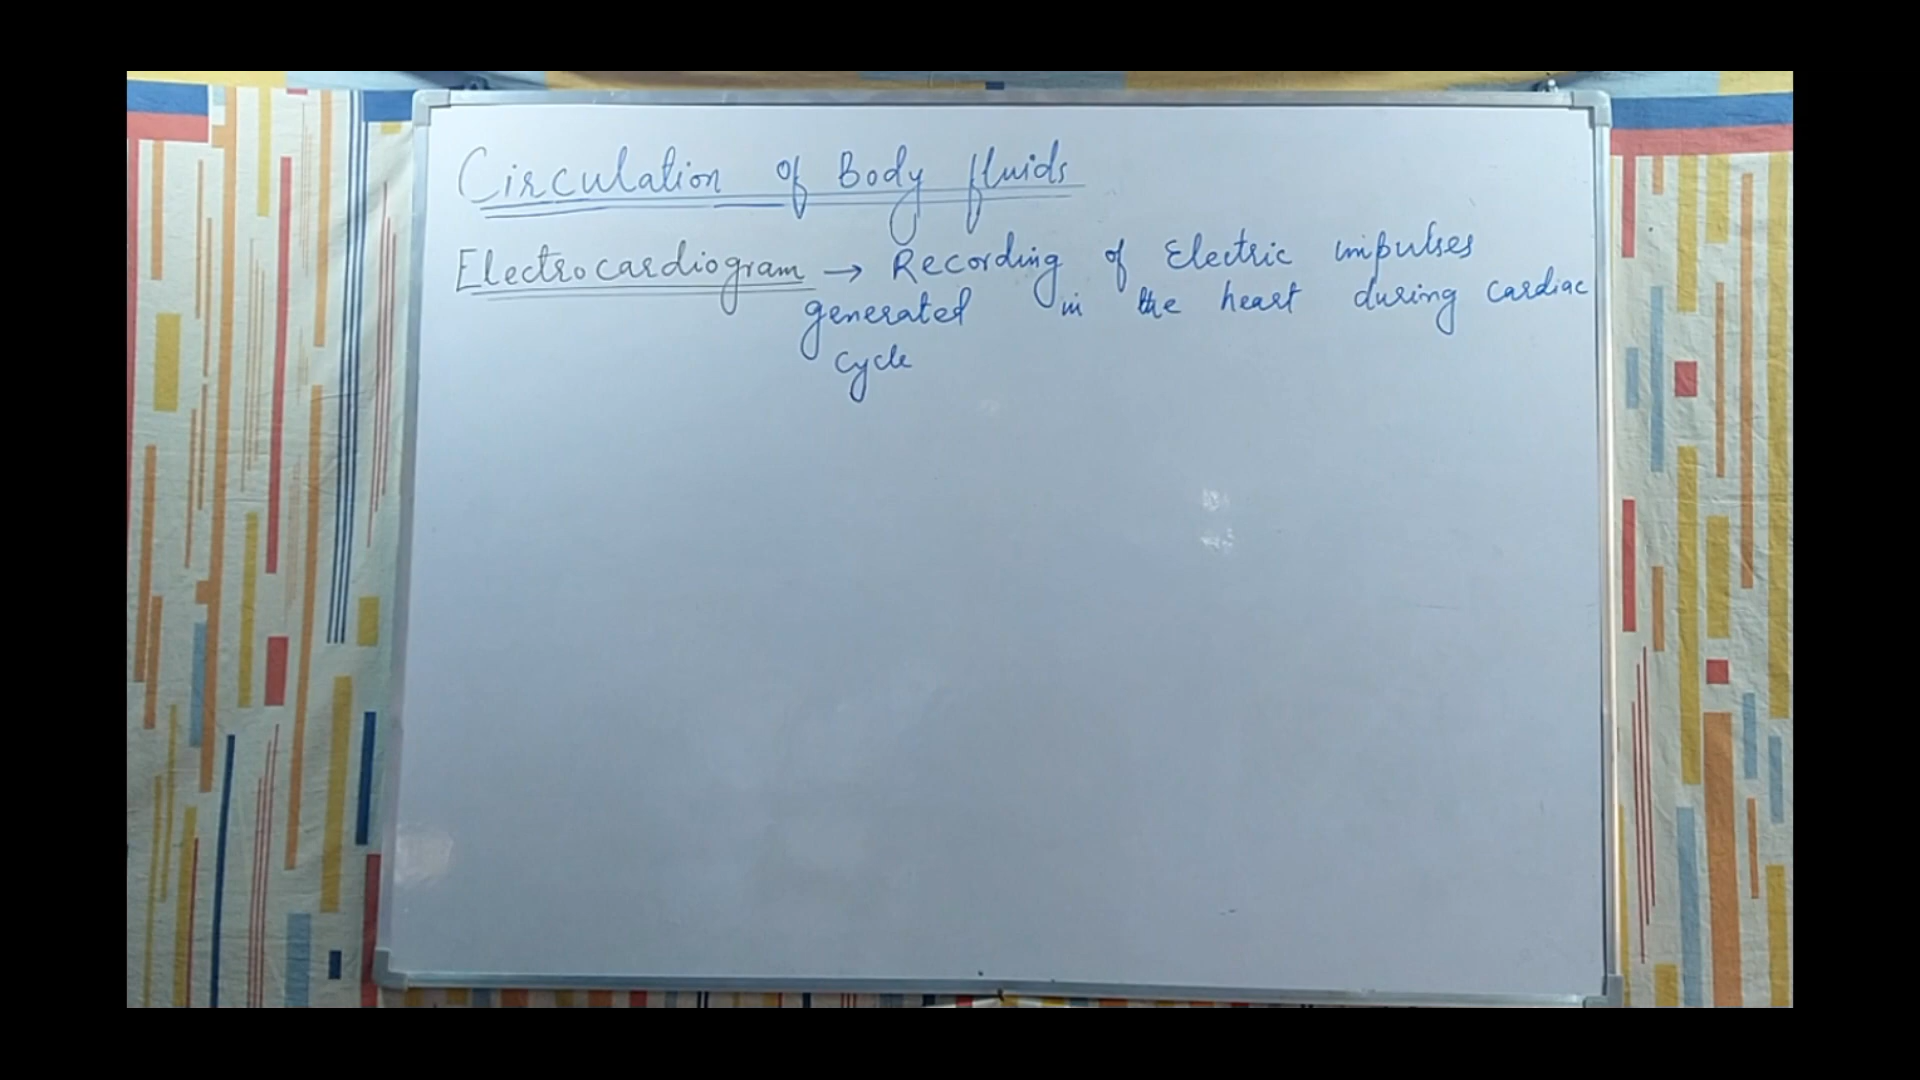 Circulation of Body fluids
Electrocardiogram → Recording of Electric impulses
generated in the heart during cardiac
cycle